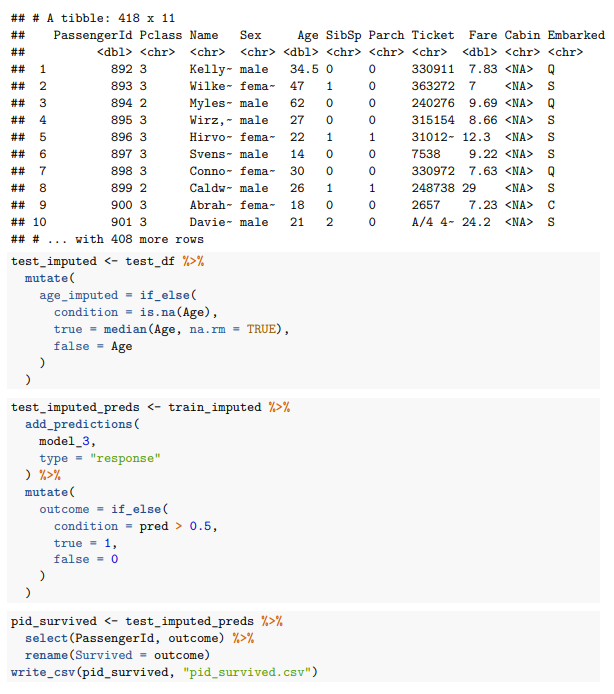 ## # A tibble: 418 x 11
##    PassengerId Pclass Name   Sex     Age SibSp Parch Ticket  Fare Cabin Embarked
##          <dbl> <chr>  <chr>  <chr> <dbl> <chr> <chr> <chr>  <dbl> <chr> <chr>
##  1         892 3      Kelly~ male   34.5 0     0     330911  7.83 <NA>  Q
##  2         893 3      Wilke~ fema~  47   1     0     363272  7    <NA>  S
##  3         894 2      Myles~ male   62   0     0     240276  9.69 <NA>  Q
##  4         895 3      Wirz,~ male   27   0     0     315154  8.66 <NA>  S
##  5         896 3      Hirvo~ fema~  22   1     1     31012~ 12.3  <NA>  S
##  6         897 3      Svens~ male   14   0     0     7538    9.22 <NA>  S
##  7         898 3      Conno~ fema~  30   0     0     330972  7.63 <NA>  Q
##  8         899 2      Caldw~ male   26   1     1     248738 29    <NA>  S
##  9         900 3      Abrah~ fema~  18   0     0     2657    7.23 <NA>  C
## 10         901 3      Davie~ male   21   2     0     A/4 4~ 24.2  <NA>  S
## # ... with 408 more rows
test_imputed <- test_df %>%
  mutate(
    age_imputed = if_else(
      condition = is.na(Age),
      true = median(Age, na.rm = TRUE),
      false = Age
    )
  )
test_imputed_preds <- train_imputed %>%
  add_predictions(
    model_3,
    type = "response"
  ) %>%
  mutate(
    outcome = if_else(
      condition = pred > 0.5,
      true = 1,
      false = 0
    )
  )
pid_survived <- test_imputed_preds %>%
  select(PassengerId, outcome) %>%
  rename(Survived = outcome)
write_csv(pid_survived, "pid_survived.csv")